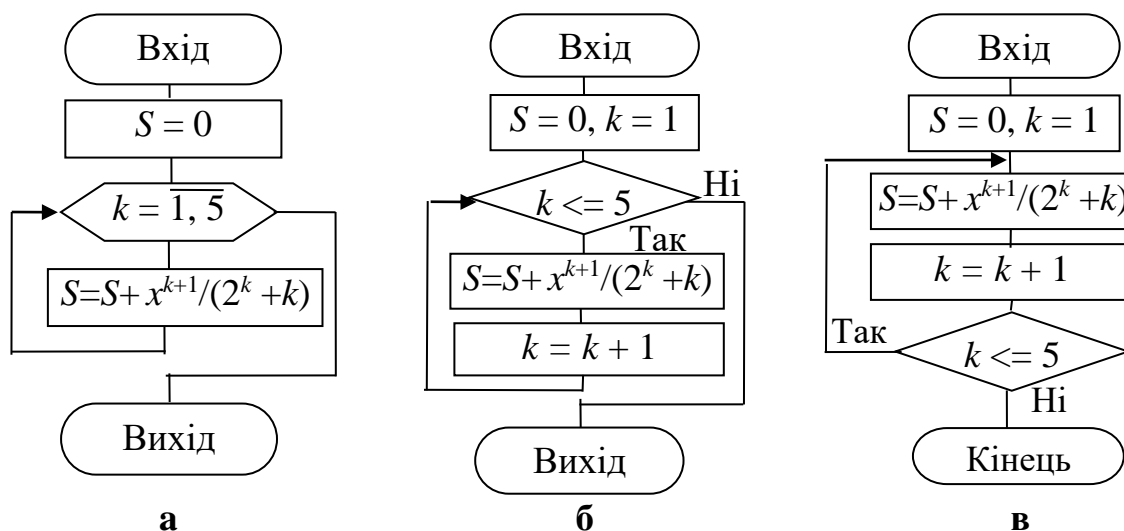 Вхід
S = 0
k = 1, 5
S=S+ x^{k+1}/(2^k +k)
Вихід
а
Вхід
S = 0, k = 1
k <= 5
Ні
Так
S=S+ x^{k+1}/(2^k +k)
k = k + 1
Вихід
б
Вхід
S = 0, k = 1
S=S+ x^{k+1}/(2^k +k)
k = k + 1
Так
k <= 5
Ні
Кінець
в